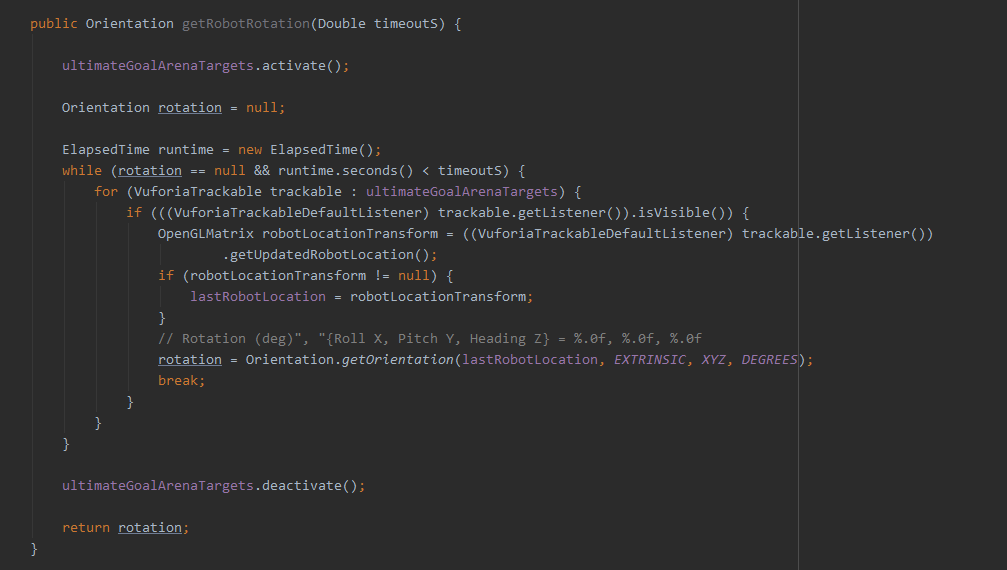 public Orientation getRobotRotation(Double timeoutS) {
ultimateGoalArenaTargets.activate();
Orientation rotation = null;
ElapsedTime runtime = new ElapsedTime();
while (rotation == null && runtime.seconds() < timeoutS) {
for (VuforiaTrackable trackable : ultimateGoalArenaTargets) {
if (((VuforiaTrackableDefaultListener) trackable.getListener()).isVisible()) {
OpenGLMatrix robotLocationTransform = ((VuforiaTrackableDefaultListener) trackable.getListener())
.getUpdatedRobotLocation();
if (robotLocationTransform != null) {
lastRobotLocation = robotLocationTransform;
}
// Rotation (deg)", "{Roll X, Pitch Y, Heading Z} = %.0f, %.0f, %.0f
rotation = Orientation.getOrientation(lastRobotLocation, EXTRINSIC, XYZ, DEGREES);
break;
}
}
}
ultimateGoalArenaTargets.deactivate();
return rotation;
}